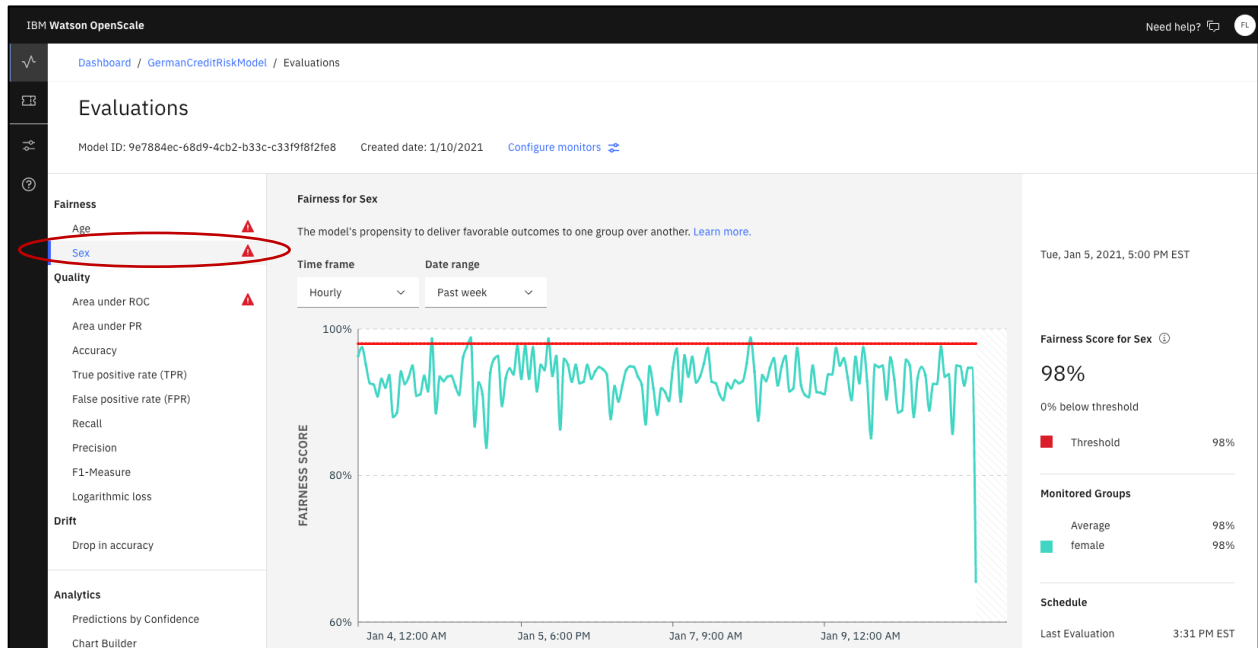 IBM Watson OpenScale
Need help?
FL
Dashboard / GermanCreditRiskModel / Evaluations
Evaluations
Model ID: 9e7884ec-68d9-4cb2-b33c-c33f9f8f2fe8 Created date: 1/10/2021 Configure monitors
Fairness
Age
Sex
Quality
Area under ROC
Area under PR
Accuracy
True positive rate (TPR)
False positive rate (FPR)
Recall
Precision
F1-Measure
Logarithmic loss
Drift
Drop in accuracy
Analytics
Predictions by Confidence
Chart Builder
Fairness for Sex
The model's propensity to deliver favorable outcomes to one group over another. Learn more.
Time frame Date range
Hourly Past week
100%
80%
60%
FAIRNESS SCORE
Jan 4, 12:00 AM Jan 5, 6:00 PM Jan 7, 9:00 AM Jan 9, 12:00 AM
Tue, Jan 5, 2021, 5:00 PM EST
Fairness Score for Sex
98%
0% below threshold
Threshold 98%
Monitored Groups
Average 98%
female 98%
Schedule
Last Evaluation 3:31 PM EST